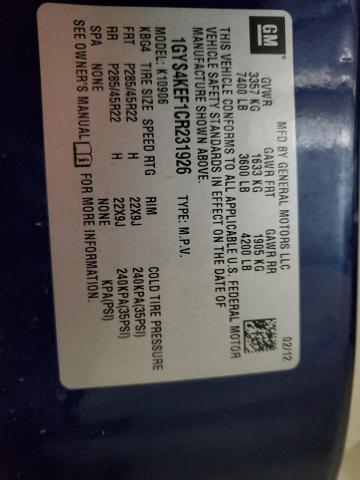 GM
MFD BY GENERAL MOTORS LLC 02/12
GVWR GAWR FRT GAWR RR
3357 KG 1633 KG 1905 KG
7400 LB 3600 LB 4200 LB
THIS VEHICLE CONFORMS TO ALL APPLICABLE U.S. FEDERAL MOTOR
VEHICLE SAFETY STANDARDS IN EFFECT ON THE DATE OF
MANUFACTURE SHOWN ABOVE.
1GYS4KEF1CR231926 TYPE: M.P.V.
MODEL: K10906
KBG4 TIRE SIZE SPEED RTG RIM COLD TIRE PRESSURE
FRT P285/45R22 H 22X9J 240KPA(35PSI)
RR P285/45R22 H 22X9J 240KPA(35PSI)
SPA NONE NONE KPA(PSI)
SEE OWNER'S MANUAL FOR MORE INFORMATION.